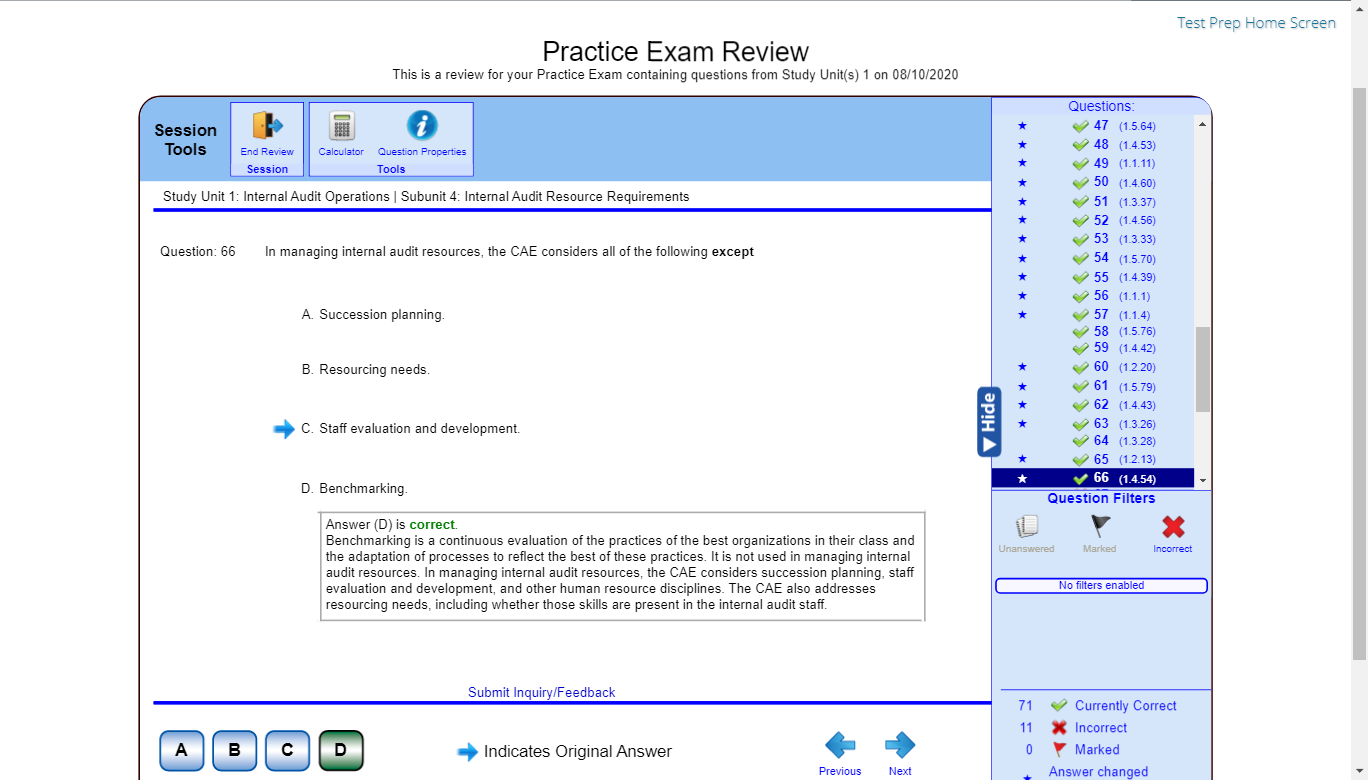 Test Prep Home Screen
Practice Exam Review
This is a review for your Practice Exam containing questions from Study Unit(s) 1 on 08/10/2020
Session
Tools
End Review
Session
Calculator
Question Properties
Tools
Study Unit 1: Internal Audit Operations | Subunit 4: Internal Audit Resource Requirements
Question: 66
In managing internal audit resources, the CAE considers all of the following except
A. Succession planning.
B. Resourcing needs.
C. Staff evaluation and development.
D. Benchmarking.
Answer (D) is correct.
Benchmarking is a continuous evaluation of the practices of the best organizations in their class and
the adaptation of processes to reflect the best of these practices. It is not used in managing internal
audit resources. In managing internal audit resources, the CAE considers succession planning, staff
evaluation and development, and other human resource disciplines. The CAE also addresses
resourcing needs, including whether those skills are present in the internal audit staff.
Submit Inquiry/Feedback
A
B
C
D
Indicates Original Answer
Previous
Next
Hide
Questions:
47 (1.5.64)
48 (1.4.53)
49 (1.1.11)
50 (1.4.60)
51 (1.3.37)
52 (1.4.56)
53 (1.3.33)
54 (1.5.70)
55 (1.4.39)
56 (1.1.1)
57 (1.1.4)
58 (1.5.76)
59 (1.4.42)
60 (1.2.20)
61 (1.5.79)
62 (1.4.43)
63 (1.3.26)
64 (1.3.28)
65 (1.2.13)
66 (1.4.54)
Question Filters
Unanswered
Marked
Incorrect
No filters enabled
71 Currently Correct
11 Incorrect
0 Marked
Answer changed